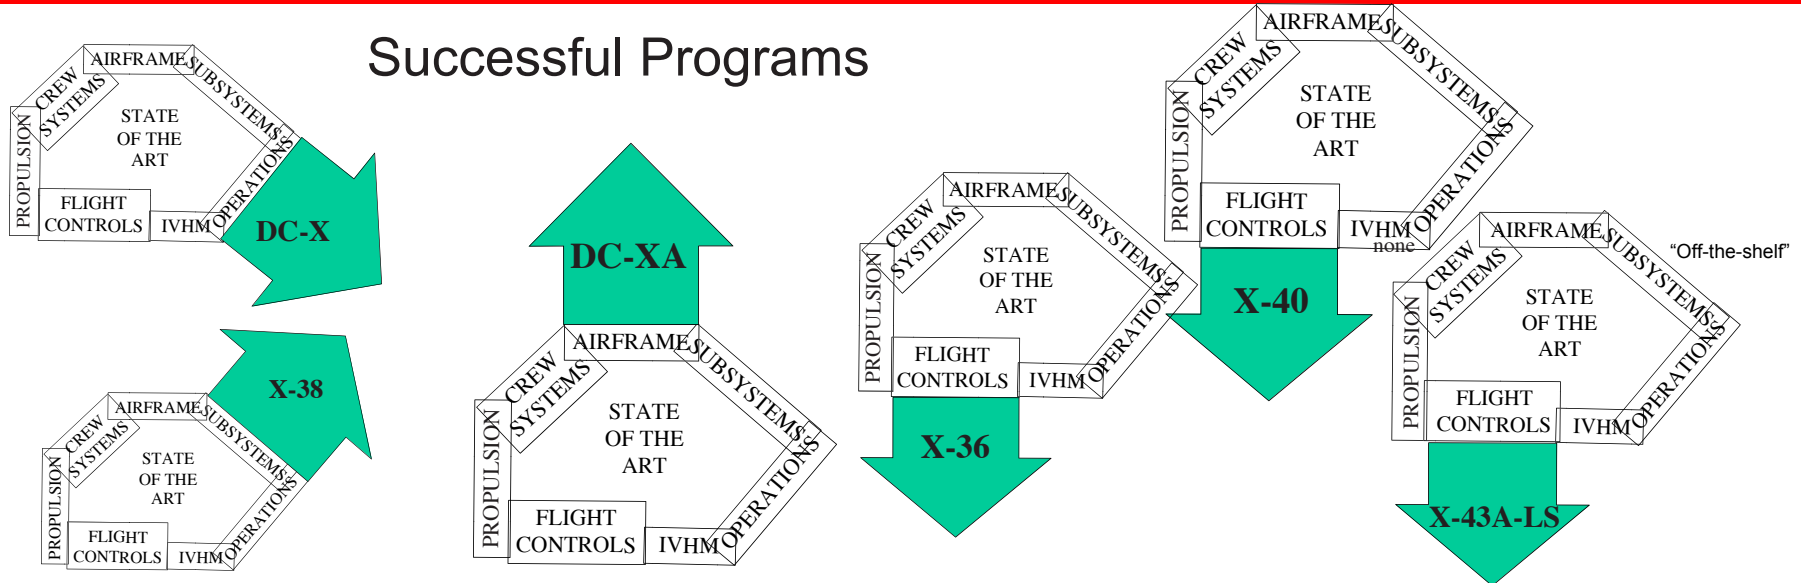 Successful Programs
AIRFRAME
CREW
SYSTEMS
SUBSYSTEMS
PROPULSION
STATE
OF THE
ART
FLIGHT
CONTROLS
IVHM
OPERATIONS
DC-X
AIRFRAME
CREW
SYSTEMS
SUBSYSTEMS
PROPULSION
STATE
OF THE
ART
FLIGHT
CONTROLS
IVHM
OPERATIONS
X-38
DC-XA
AIRFRAME
CREW
SYSTEMS
SUBSYSTEMS
PROPULSION
STATE
OF THE
ART
FLIGHT
CONTROLS
IVHM
OPERATIONS
AIRFRAME
CREW
SYSTEMS
SUBSYSTEMS
PROPULSION
STATE
OF THE
ART
FLIGHT
CONTROLS
IVHM
OPERATIONS
X-36
AIRFRAME
CREW
SYSTEMS
SUBSYSTEMS
PROPULSION
STATE
OF THE
ART
FLIGHT
CONTROLS
IVHM
none
OPERATIONS
X-40
AIRFRAME
CREW
SYSTEMS
SUBSYSTEMS
“Off-the-shelf”
PROPULSION
STATE
OF THE
ART
FLIGHT
CONTROLS
IVHM
OPERATIONS
X-43A-LS